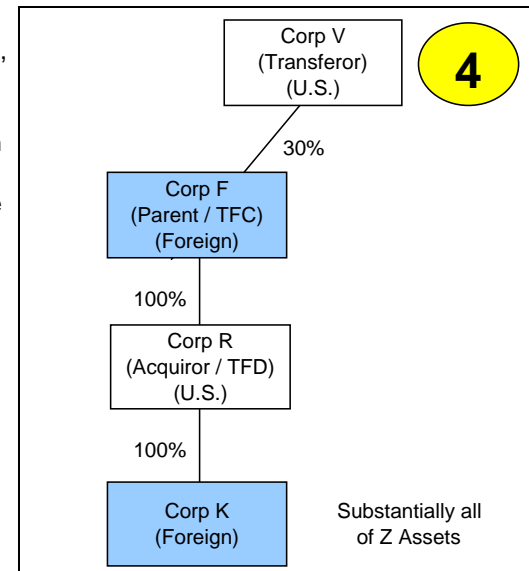 ,
n
e
Corp V
(Transferor)
(U.S.)
4
30%
Corp F
(Parent / TFC)
(Foreign)
100%
Corp R
(Acquiror / TFD)
(U.S.)
100%
Corp K
(Foreign)
Substantially all
of Z Assets